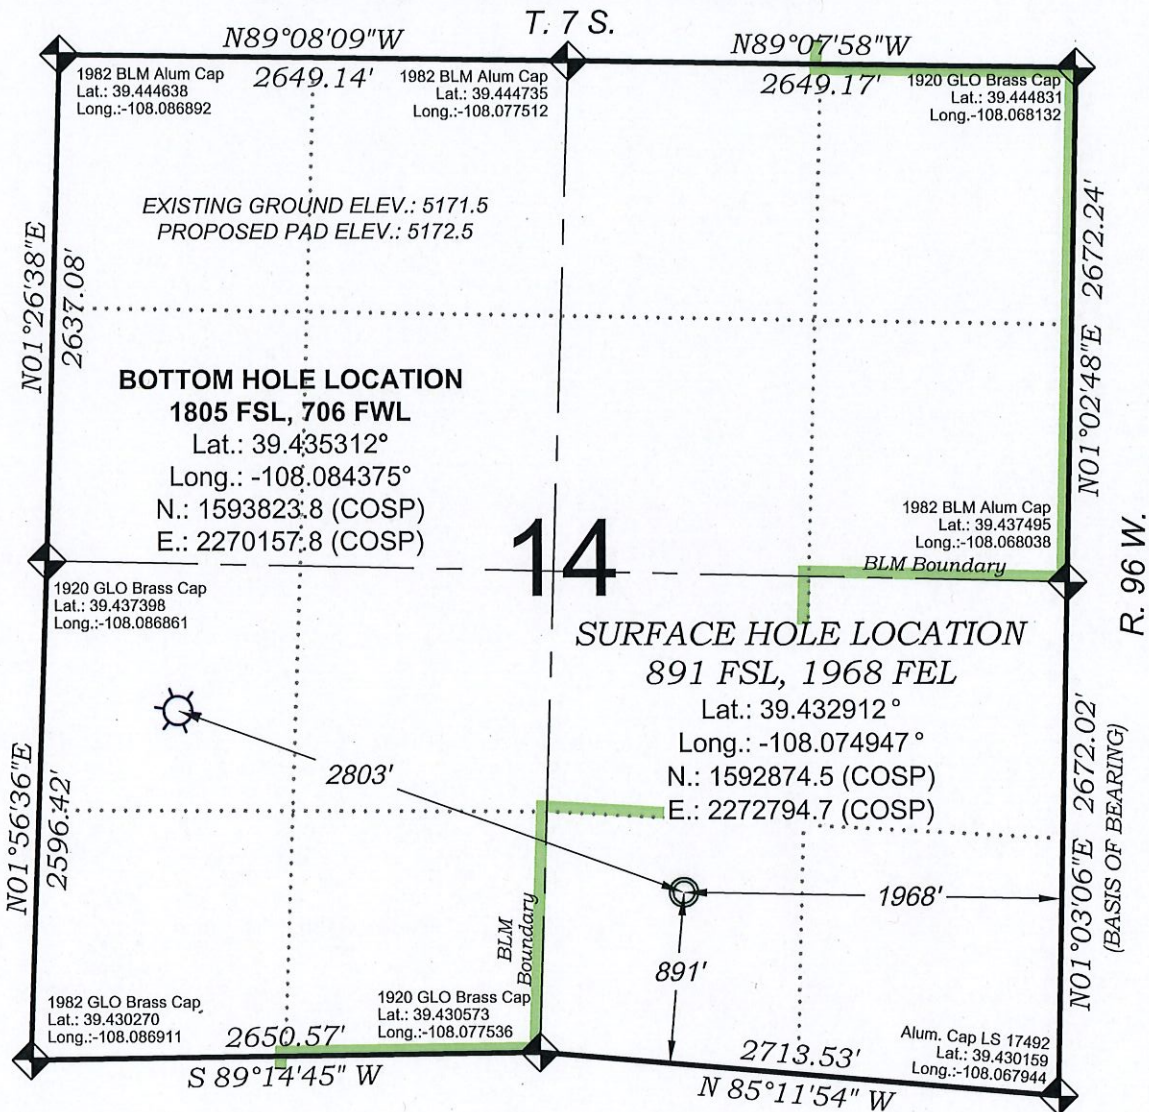 T. 7 S.
N89°08'09"W
N89°07'58"W
2649.14'
2649.17'
1982 BLM Alum Cap
Lat.: 39.444638
Long.:-108.086892
1982 BLM Alum Cap
Lat.: 39.444735
Long.:-108.077512
1920 GLO Brass Cap
Lat.: 39.444831
Long.-108.068132
EXISTING GROUND ELEV.: 5171.5
PROPOSED PAD ELEV.: 5172.5
N01°26'38"E
2637.08'
N01°02'48"E 2672.24'
BOTTOM HOLE LOCATION
1805 FSL, 706 FWL
Lat.: 39.435312°
Long.: -108.084375°
N.: 1593823.8 (COSP)
E.: 2270157.8 (COSP)
14
1982 BLM Alum Cap
Lat.: 39.437495
Long.:-108.068038
BLM Boundary
R. 96 W.
1920 GLO Brass Cap
Lat.: 39.437398
Long.:-108.086861
SURFACE HOLE LOCATION
891 FSL, 1968 FEL
Lat.: 39.432912°
Long.: -108.074947°
N.: 1592874.5 (COSP)
E.: 2272794.7 (COSP)
2803'
N01°56'36"E
2596.42'
N01°03'06"E 2672.02'
(BASIS OF BEARING)
1968'
891'
BLM
Boundary
1982 GLO Brass Cap
Lat.: 39.430270
Long.:-108.086911
1920 GLO Brass Cap
Lat.: 39.430573
Long.:-108.077536
2650.57'
S 89°14'45" W
2713.53'
N 85°11'54" W
Alum. Cap LS 17492
Lat.: 39.430159
Long.:-108.067944